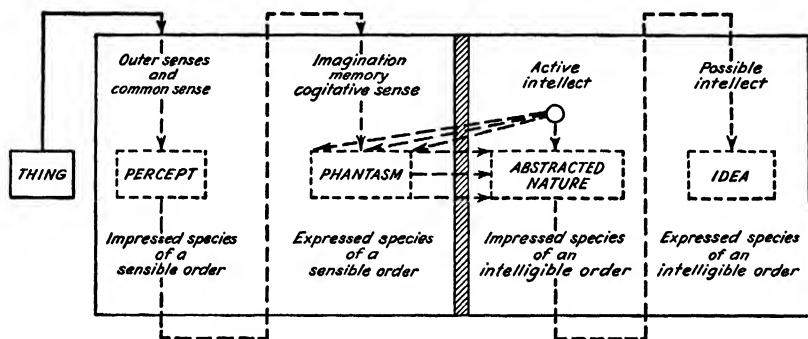 Outer senses
and
common sense
Imagination
memory
cogitative sense
Active
intellect
Possible
intellect
THING
PERCEPT
PHANTASM
ABSTRACTED
NATURE
IDEA
Impressed species
of a
sensible order
Expressed species
of a
sensible order
Impressed species
of an
intelligible order
Expressed species
of an
intelligible order